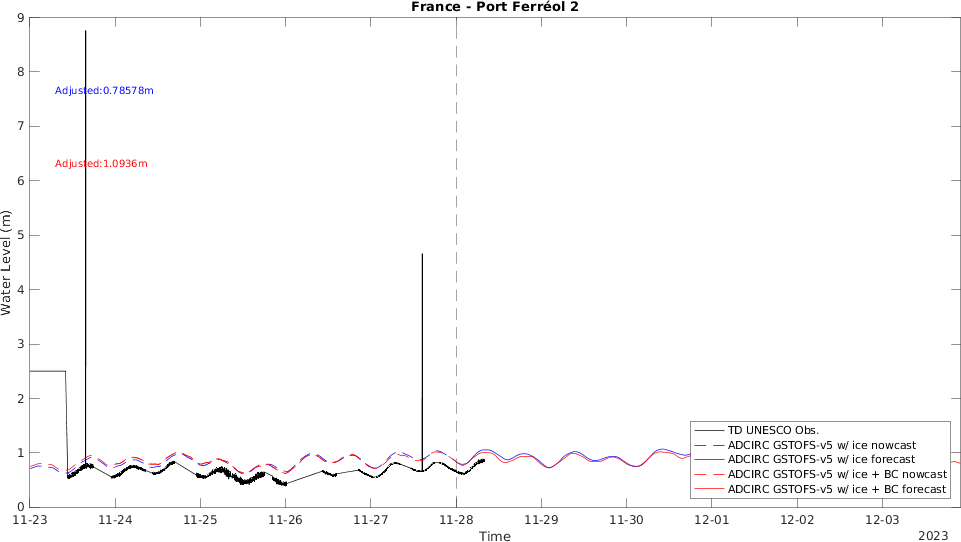 France - Port Ferréol 2
9
8
7
6
5
4
3
2
1
0
Water Level (m)
Adjusted:0.78578m
Adjusted:1.0936m
TD UNESCO Obs.
ADCIRC GSTOFS-v5 w/ ice nowcast
ADCIRC GSTOFS-v5 w/ ice forecast
ADCIRC GSTOFS-v5 w/ ice + BC nowcast
ADCIRC GSTOFS-v5 w/ ice + BC forecast
11-23 11-24 11-25 11-26 11-27 11-28 11-29 11-30 12-01 12-02 12-03
Time
2023